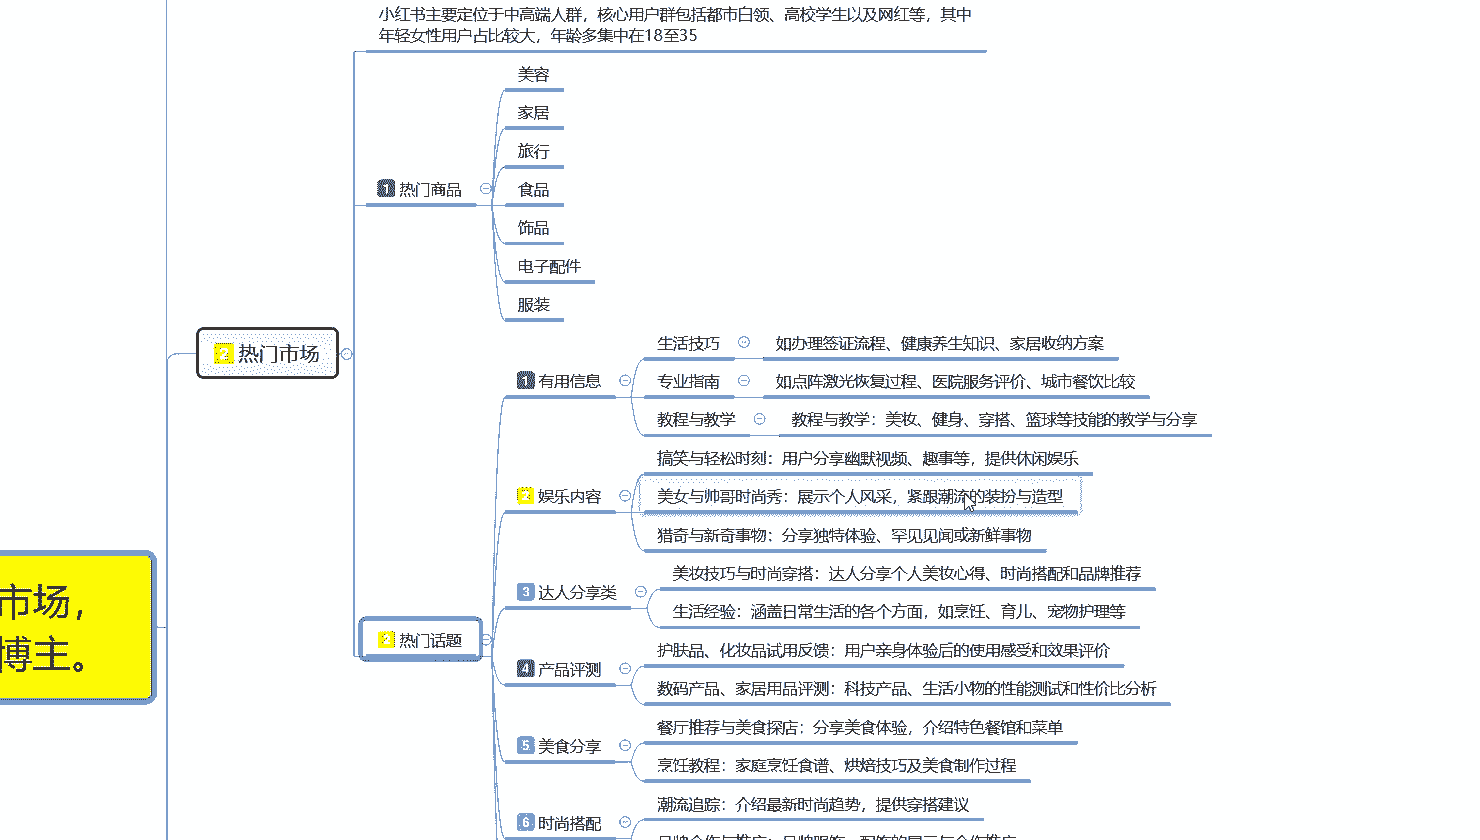 小红书主要定位于中高端人群，核心用户群包括都市白领、高校学生以及网红等，其中
年轻女性用户占比较大，年龄多集中在18至35
美容
家居
旅行
1 热门商品
食品
饰品
电子配件
服装
2 热门市场
生活技巧
如办理签证流程、健康养生知识、家居收纳方案
1 有用信息
专业指南
如点阵激光恢复过程、医院服务评价、城市餐饮比较
教程与教学
教程与教学：美妆、健身、穿搭、篮球等技能的教学与分享
搞笑与轻松时刻：用户分享幽默视频、趣事等，提供休闲娱乐
2 娱乐内容
美女与帅哥时尚秀：展示个人风采，紧跟潮流的装扮与造型
猎奇与新奇事物：分享独特体验、罕见见闻或新鲜事物
美妆技巧与时尚穿搭：达人分享个人美妆心得、时尚搭配和品牌推荐
3 达人分享类
生活经验：涵盖日常生活的各个方面，如烹饪、育儿、宠物护理等
市场，
博主。
2 热门话题
护肤品、化妆品试用反馈：用户亲身体验后的使用感受和效果评价
4 产品评测
数码产品、家居用品评测：科技产品、生活小物的性能测试和性价比分析
餐厅推荐与美食探店：分享美食体验，介绍特色餐馆和菜单
5 美食分享
烹饪教程：家庭烹饪食谱、烘焙技巧及美食制作过程
潮流追踪：介绍最新时尚趋势，提供穿搭建议
6 时尚搭配